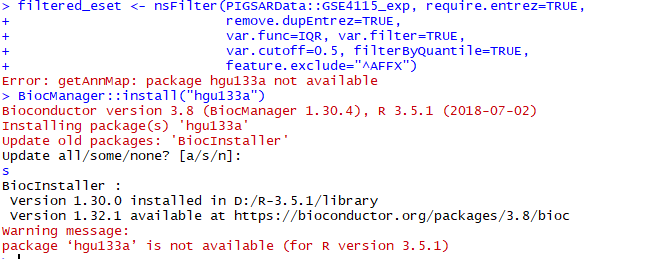 > filtered_eset <- nsFilter(PIGSARData::GSE4115_exp, require.entrez=TRUE,
+ remove.dupEntrez=TRUE,
+ var.func=IQR, var.filter=TRUE,
+ var.cutoff=0.5, filterByQuantile=TRUE,
+ feature.exclude="^AFFX")
Error: getAnnMap: package hgu133a not available
> BiocManager::install("hgu133a")
Bioconductor version 3.8 (BiocManager 1.30.4), R 3.5.1 (2018-07-02)
Installing package(s) 'hgu133a'
Update old packages: 'BiocInstaller'
Update all/some/none? [a/s/n]:
s
BiocInstaller :
Version 1.30.0 installed in D:/R-3.5.1/library
Version 1.32.1 available at https://bioconductor.org/packages/3.8/bioc
Warning message:
package ‘hgu133a’ is not available (for R version 3.5.1)
>